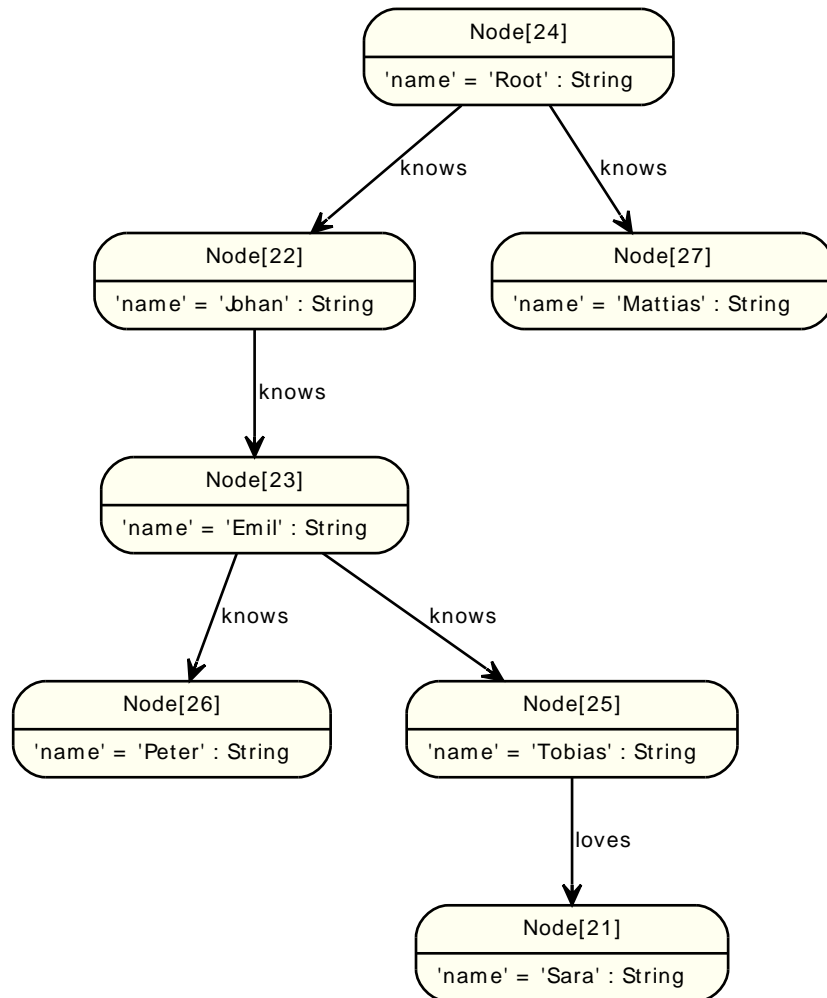 Node[24]
'name' = 'Root' : String
knows
knows
Node[22]
'name' = 'Johan' : String
Node[27]
'name' = 'Mattias' : String
knows
Node[23]
'name' = 'Emil' : String
knows
knows
Node[26]
'name' = 'Peter' : String
Node[25]
'name' = 'Tobias' : String
loves
Node[21]
'name' = 'Sara' : String